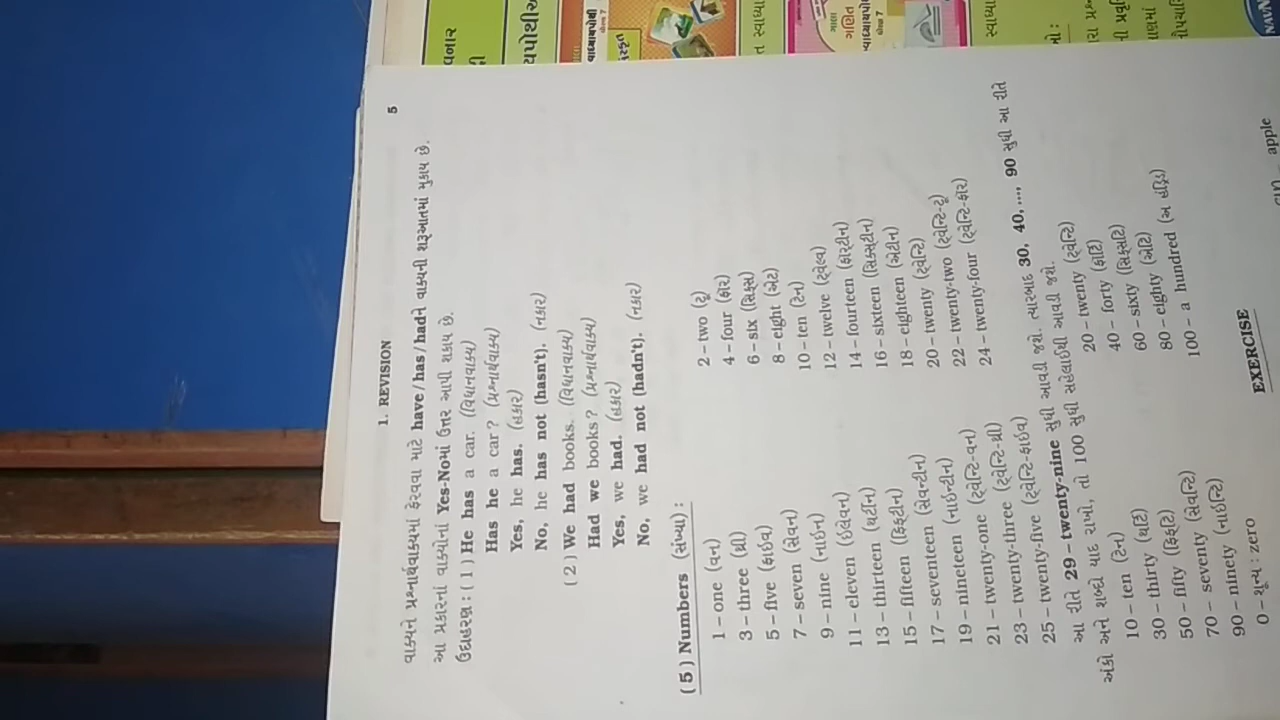 1. REVISION 5
વાક્યને પ્રશ્નાર્થવાક્યમાં ફેરવવા માટે have / has / hadને વાક્યની શરૂઆતમાં મુકાય છે.
આ પ્રકારનાં વાક્યોનાં Yes-Noમાં ઉત્તર આપી શકાય છે.
ઉદાહરણ : ( 1 ) He has a car. (વિધાનવાક્ય)
Has he a car ? (પ્રશ્નાર્થવાક્ય)
Yes, he has. (હકાર)
No, he has not (hasn't). (નકાર)
( 2 ) We had books. (વિધાનવાક્ય)
Had we books ? (પ્રશ્નાર્થવાક્ય)
Yes, we had. (હકાર)
No, we had not (hadn't). (નકાર)
( 5 ) Numbers (સંખ્યા) :
1 – one (વન) 2 – two (ટૂ)
3 – three (થ્રી) 4 – four (ફોર)
5 – five (ફાઈવ) 6 – six (સિક્સ)
7 – seven (સેવન) 8 – eight (એટ)
9 – nine (નાઈન) 10 – ten (ટેન)
11 – eleven (ઇલેવન) 12 – twelve (ટ્વેલ્વ)
13 – thirteen (થર્ટીન) 14 – fourteen (ફોરટીન)
15 – fifteen (ફિફ્ટીન) 16 – sixteen (સિક્સ્ટીન)
17 – seventeen (સેવન્ટીન) 18 – eighteen (એટીન)
19 – nineteen (નાઈન્ટીન) 20 – twenty (ટ્વેન્ટિ)
21 – twenty-one (ટ્વેન્ટિ-વન) 22 – twenty-two (ટ્વેન્ટિ-ટૂ)
23 – twenty-three (ટ્વેન્ટિ-થ્રી) 24 – twenty-four (ટ્વેન્ટિ-ફોર)
25 – twenty-five (ટ્વેન્ટિ-ફાઈવ)
આ રીતે 29 – twenty-nine સુધી આવડી જશે. ત્યારબાદ 30, 40, ..., 90 સુધી આ રીતે
અંકો અને શબ્દો યાદ રાખો, તો 100 સુધી સહેલાઈથી આવડી જશે.
10 – ten (ટેન) 20 – twenty (ટ્વેન્ટિ)
30 – thirty (થર્ટિ) 40 – forty (ફોર્ટિ)
50 – fifty (ફિફ્ટિ) 60 – sixty (સિક્સટિ)
70 – seventy (સેવન્ટિ) 80 – eighty (એટિ)
90 – ninety (નાઈન્ટિ) 100 – a hundred (અ હંડ્રિડ)
0 – શૂન્ય : zero
EXERCISE
apple
ગણિત